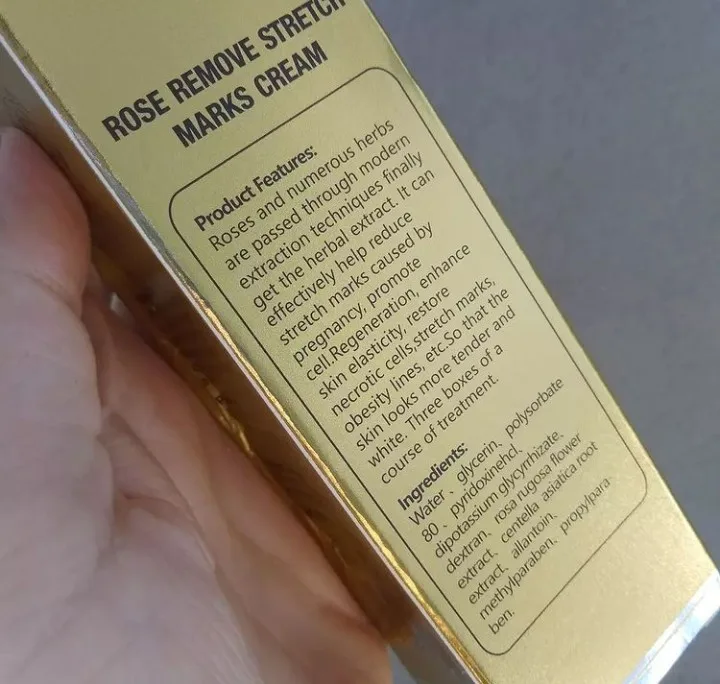 ROSE REMOVE STRETCH
MARKS CREAM
Product Features:
Roses and numerous herbs
are passed through modern
extraction techniques finally
get the herbal extract. It can
effectively help reduce
stretch marks caused by
pregnancy, promote
cell.Regeneration, enhance
skin elasticity, restore
necrotic cells,stretch marks,
obesity lines, etc.So that the
skin looks more tender and
white. Three boxes of a
course of treatment.
Ingredients:
Water、glycerin、polysorbate
80、pyridoxinehcl、
dipotassium glycyrrhizate、
dextran、rosa rugosa flower
extract、centella asiatica root
extract、allantoin、
methylparaben、propylpara
ben.